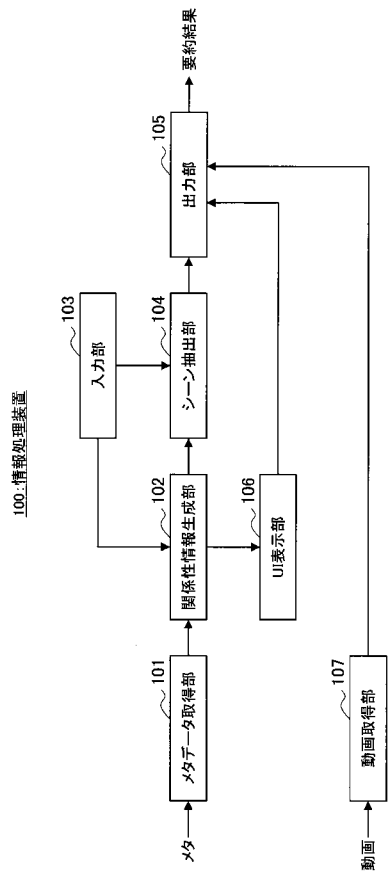 100:情報処理装置
メタ
101
メタデータ取得部
102
関係性情報生成部
103
入力部
104
シーン抽出部
105
出力部
要約結果
106
UI表示部
動画
107
動画取得部